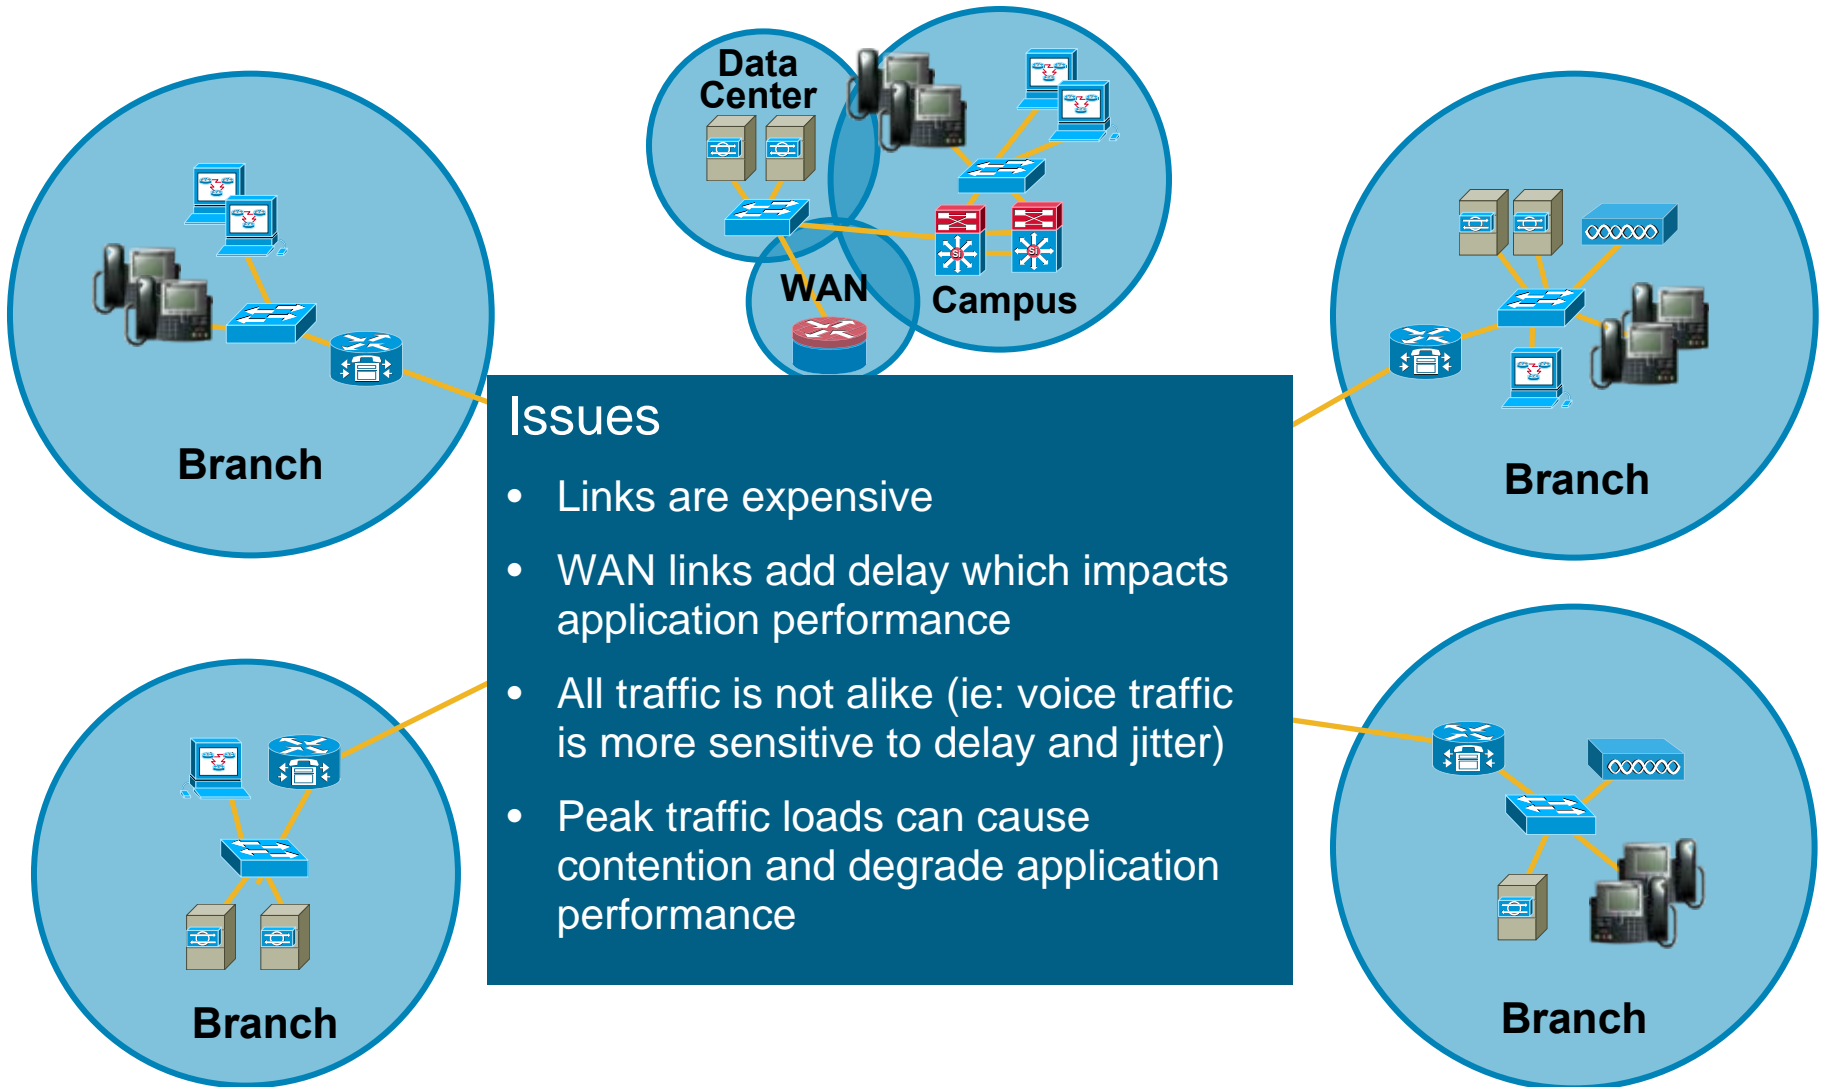 Data
Center
WAN
Campus
Si
Si
Branch
Branch
Issues
• Links are expensive
• WAN links add delay which impacts
application performance
• All traffic is not alike (ie: voice traffic
is more sensitive to delay and jitter)
• Peak traffic loads can cause
contention and degrade application
performance
Branch
Branch